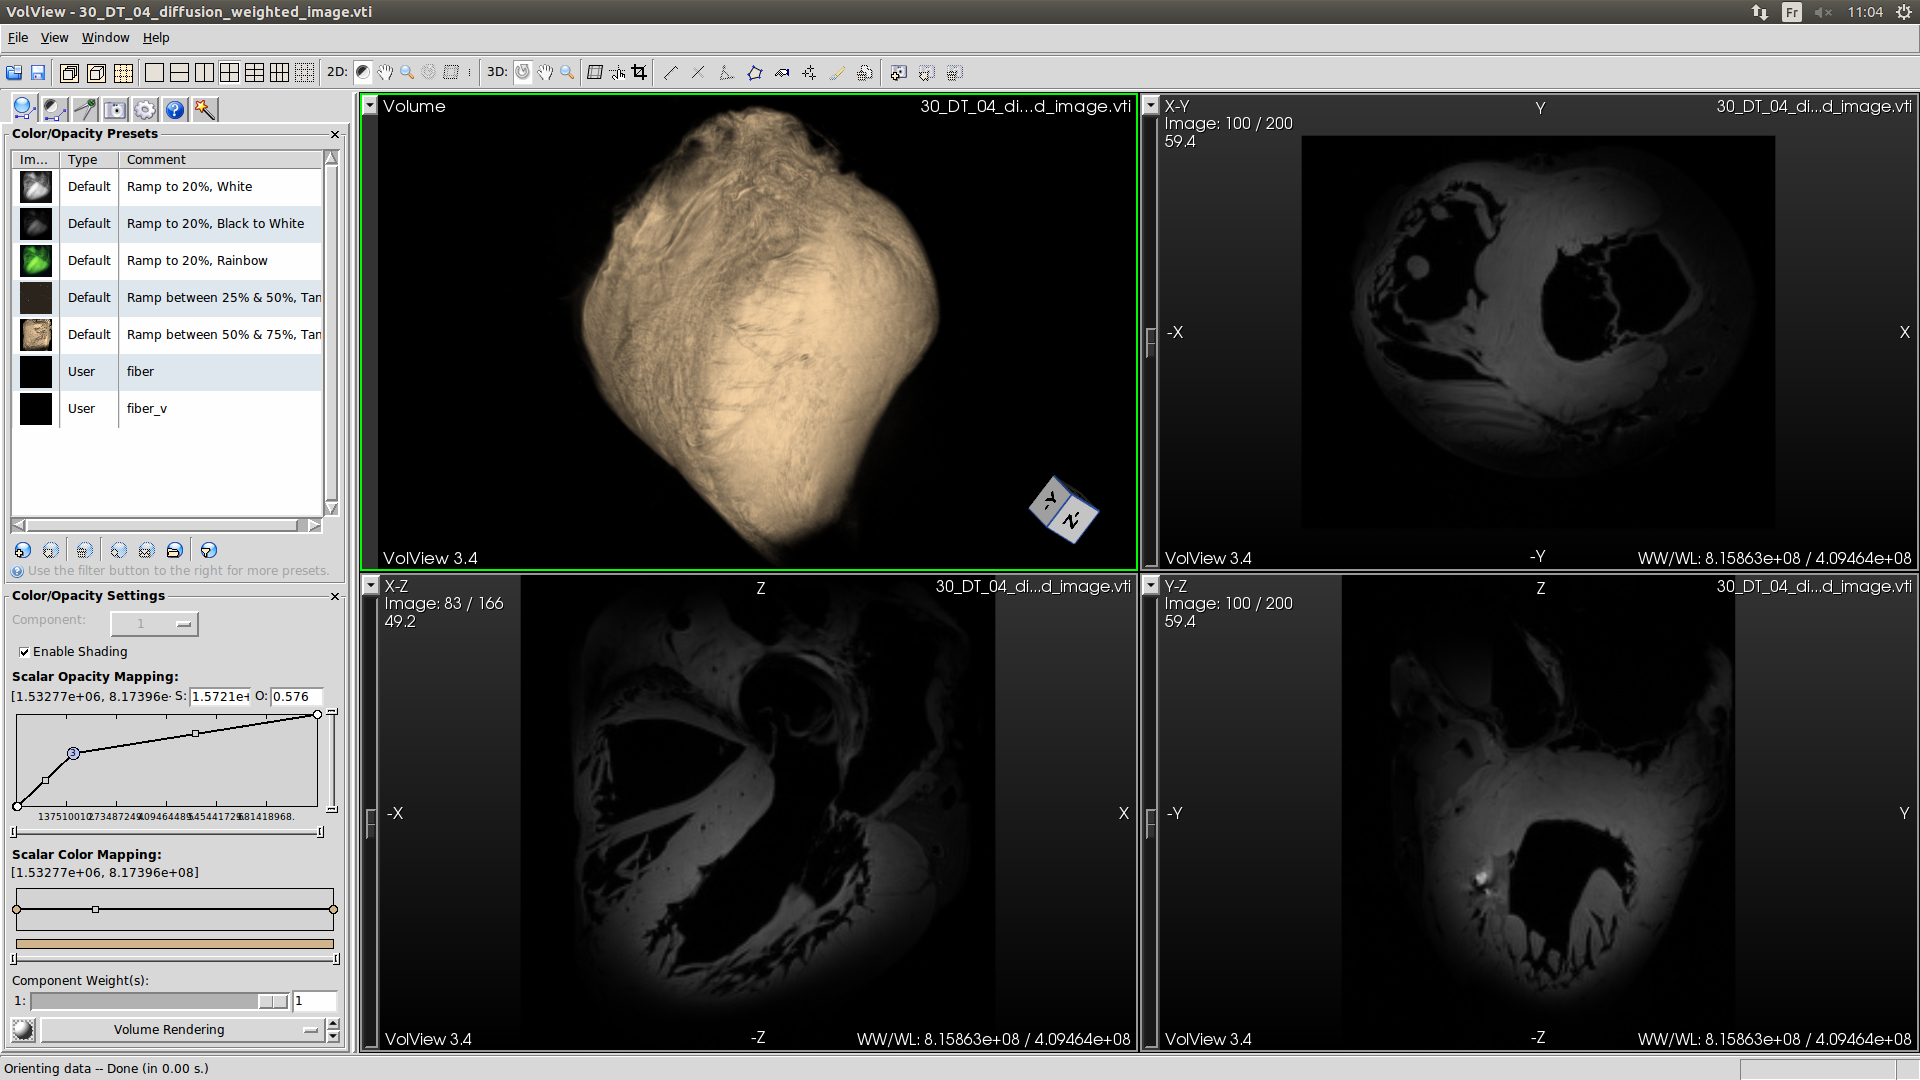 VolView - 30_DT_04_diffusion_weighted_image.vti
Fr 11:04
File View Window Help
2D: 3D:
Color/Opacity Presets
Im... Type Comment
Default Ramp to 20%, White
Default Ramp to 20%, Black to White
Default Ramp to 20%, Rainbow
Default Ramp between 25% & 50%, Tan
Default Ramp between 50% & 75%, Tan
User fiber
User fiber_v
Use the filter button to the right for more presets.
Color/Opacity Settings
Component: 1
Enable Shading
Scalar Opacity Mapping:
[1.53277e+06, 8.17396e- S: 1.5721e+ O: 0.576
3
Scalar Color Mapping:
[1.53277e+06, 8.17396e+08]
Component Weight(s):
1: 1
Volume Rendering
Orienting data -- Done (in 0.00 s.)
Volume 30_DT_04_di...d_image.vti
-Y
Z-
VolView 3.4
X-Y Y 30_DT_04_di...d_image.vti
Image: 100 / 200
59.4
-X X
VolView 3.4 -Y WW/WL: 8.15863e+08 / 4.09464e+08
X-Z Z 30_DT_04_di...d_image.vti
Image: 83 / 166
49.2
-X X
VolView 3.4 -Z WW/WL: 8.15863e+08 / 4.09464e+08
Y-Z Z 30_DT_04_di...d_image.vti
Image: 100 / 200
59.4
-Y Y
VolView 3.4 -Z WW/WL: 8.15863e+08 / 4.09464e+08